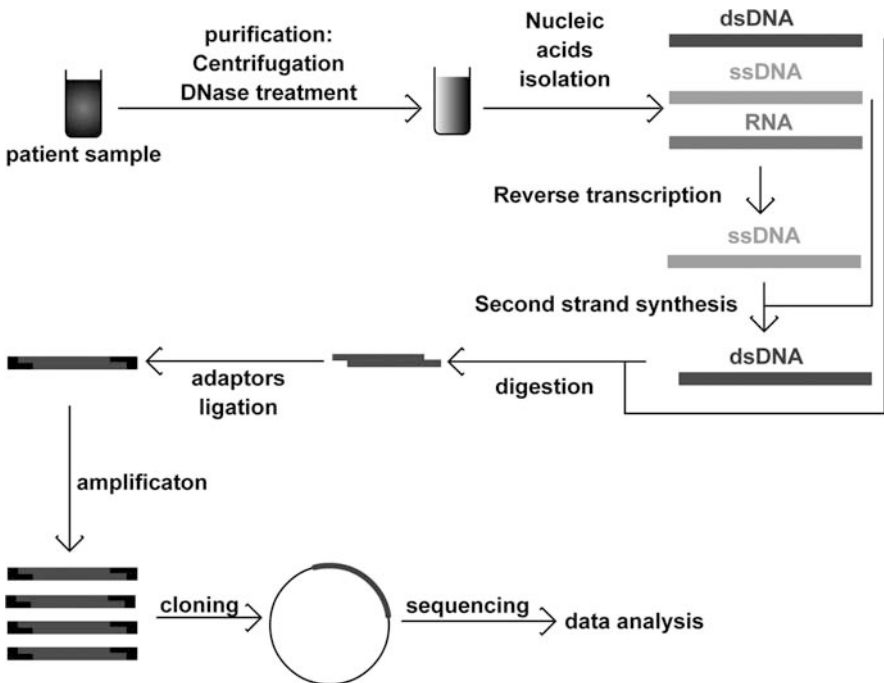 purification:
Centrifugation
DNase treatment
patient sample
Nucleic
acids
isolation
dsDNA
ssDNA
RNA
Reverse transcription
ssDNA
Second strand synthesis
dsDNA
digestion
adaptors
ligation
amplificaton
cloning
sequencing
data analysis